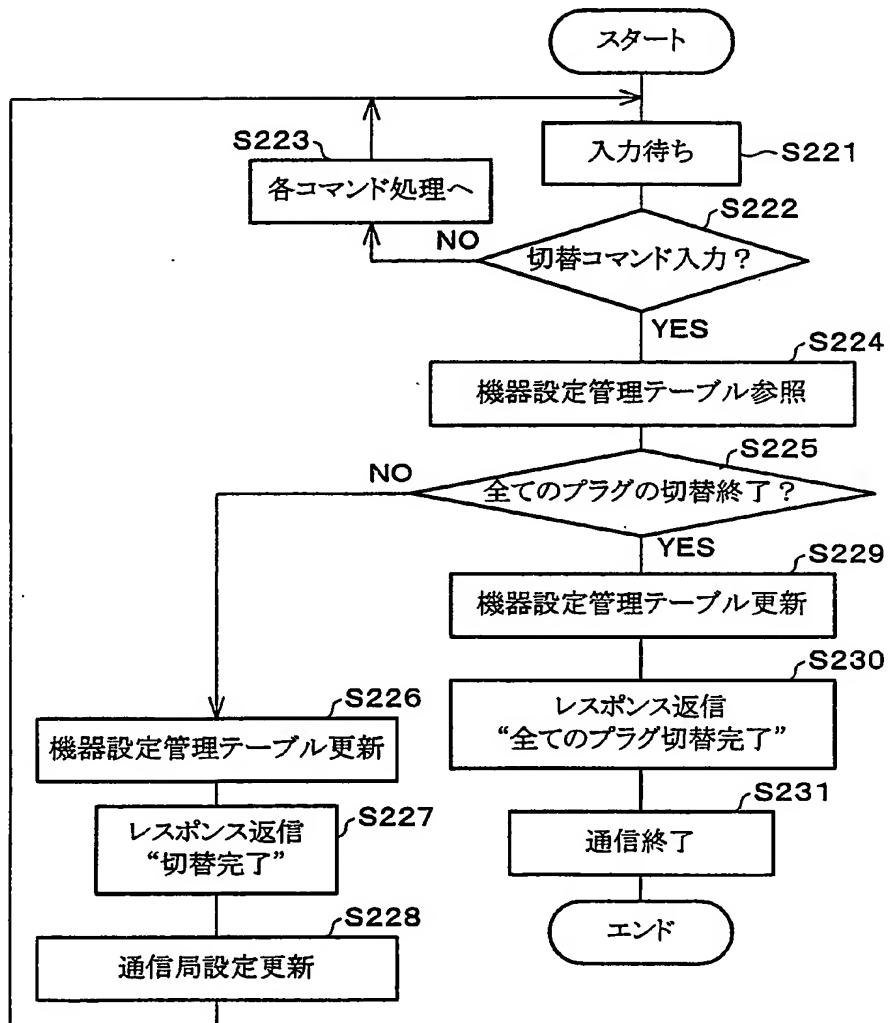 スタート
入力待ち
S221
S223
各コマンド処理へ
S222
NO
切替コマンド入力？
YES
S224
機器設定管理テーブル参照
S225
NO
全てのプラグの切替終了？
YES
S229
機器設定管理テーブル更新
S230
レスポンス返信
“全てのプラグ切替完了”
S231
通信終了
エンド
S226
機器設定管理テーブル更新
S227
レスポンス返信
“切替完了”
S228
通信局設定更新